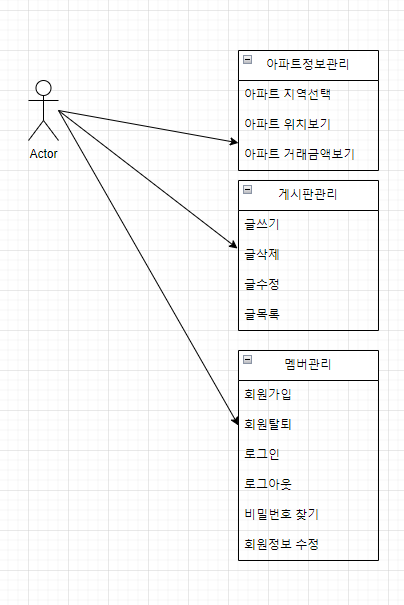 아파트정보관리
아파트 지역선택
아파트 위치보기
아파트 거래금액보기
Actor
게시판관리
글쓰기
글삭제
글수정
글목록
멤버관리
회원가입
회원탈퇴
로그인
로그아웃
비밀번호 찾기
회원정보 수정